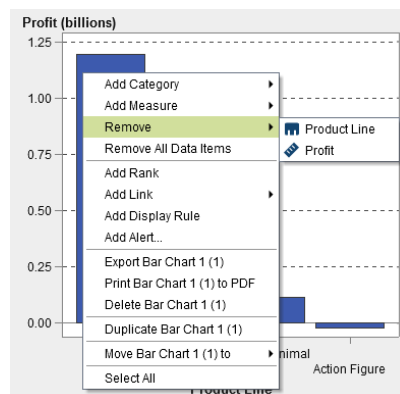 Profit (billions)
1.25
1.00
0.75
0.50
0.25
0.00
Add Category
Add Measure
Remove
Remove All Data Items
Add Rank
Add Link
Add Display Rule
Add Alert...
Export Bar Chart 1 (1)
Print Bar Chart 1 (1) to PDF
Delete Bar Chart 1 (1)
Duplicate Bar Chart 1 (1)
Move Bar Chart 1 (1) to
Select All
Product Line
Profit
nimal
Action Figure
Product Line